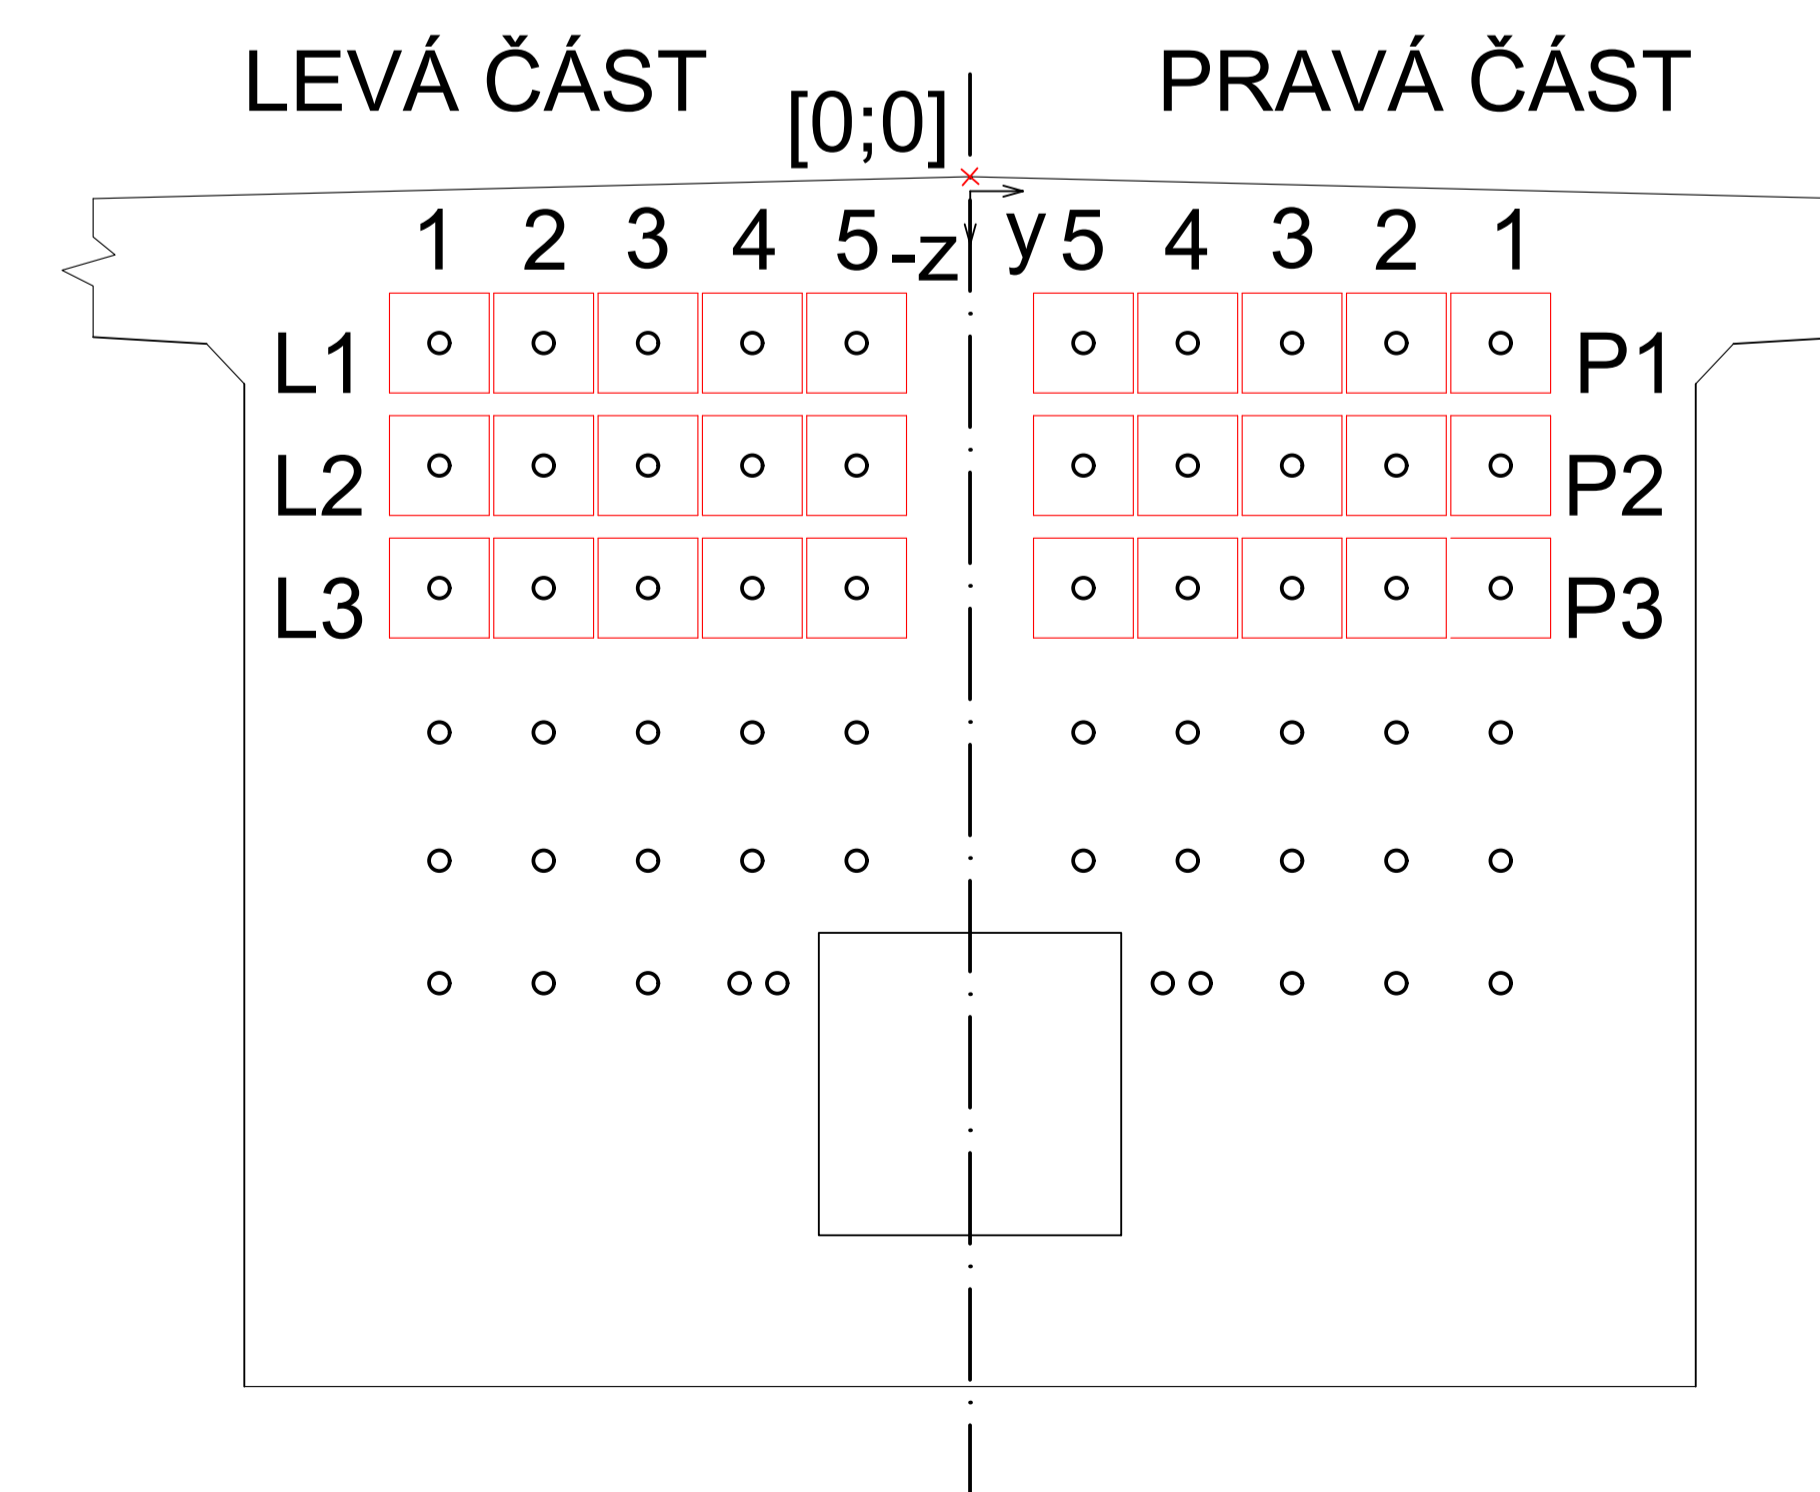 LEVÁ ČÁST PRAVÁ ČÁST
[0;0]
1 2 3 4 5 -z y 5 4 3 2 1
L1 P1
L2 P2
L3 P3